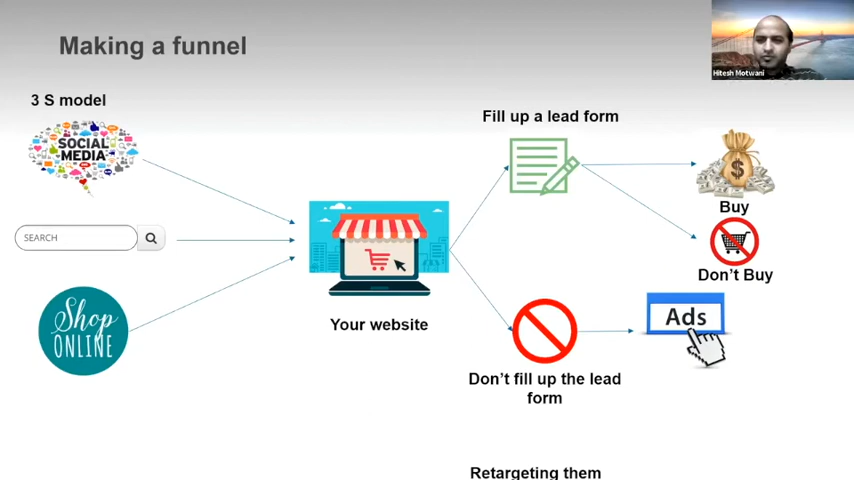 Making a funnel
Hitesh Motwani
3 S model
SOCIAL
MEDIA
SEARCH
Shop
ONLINE
Your website
Fill up a lead form
Buy
Don't Buy
Ads
Don't fill up the lead
form
Retargeting them